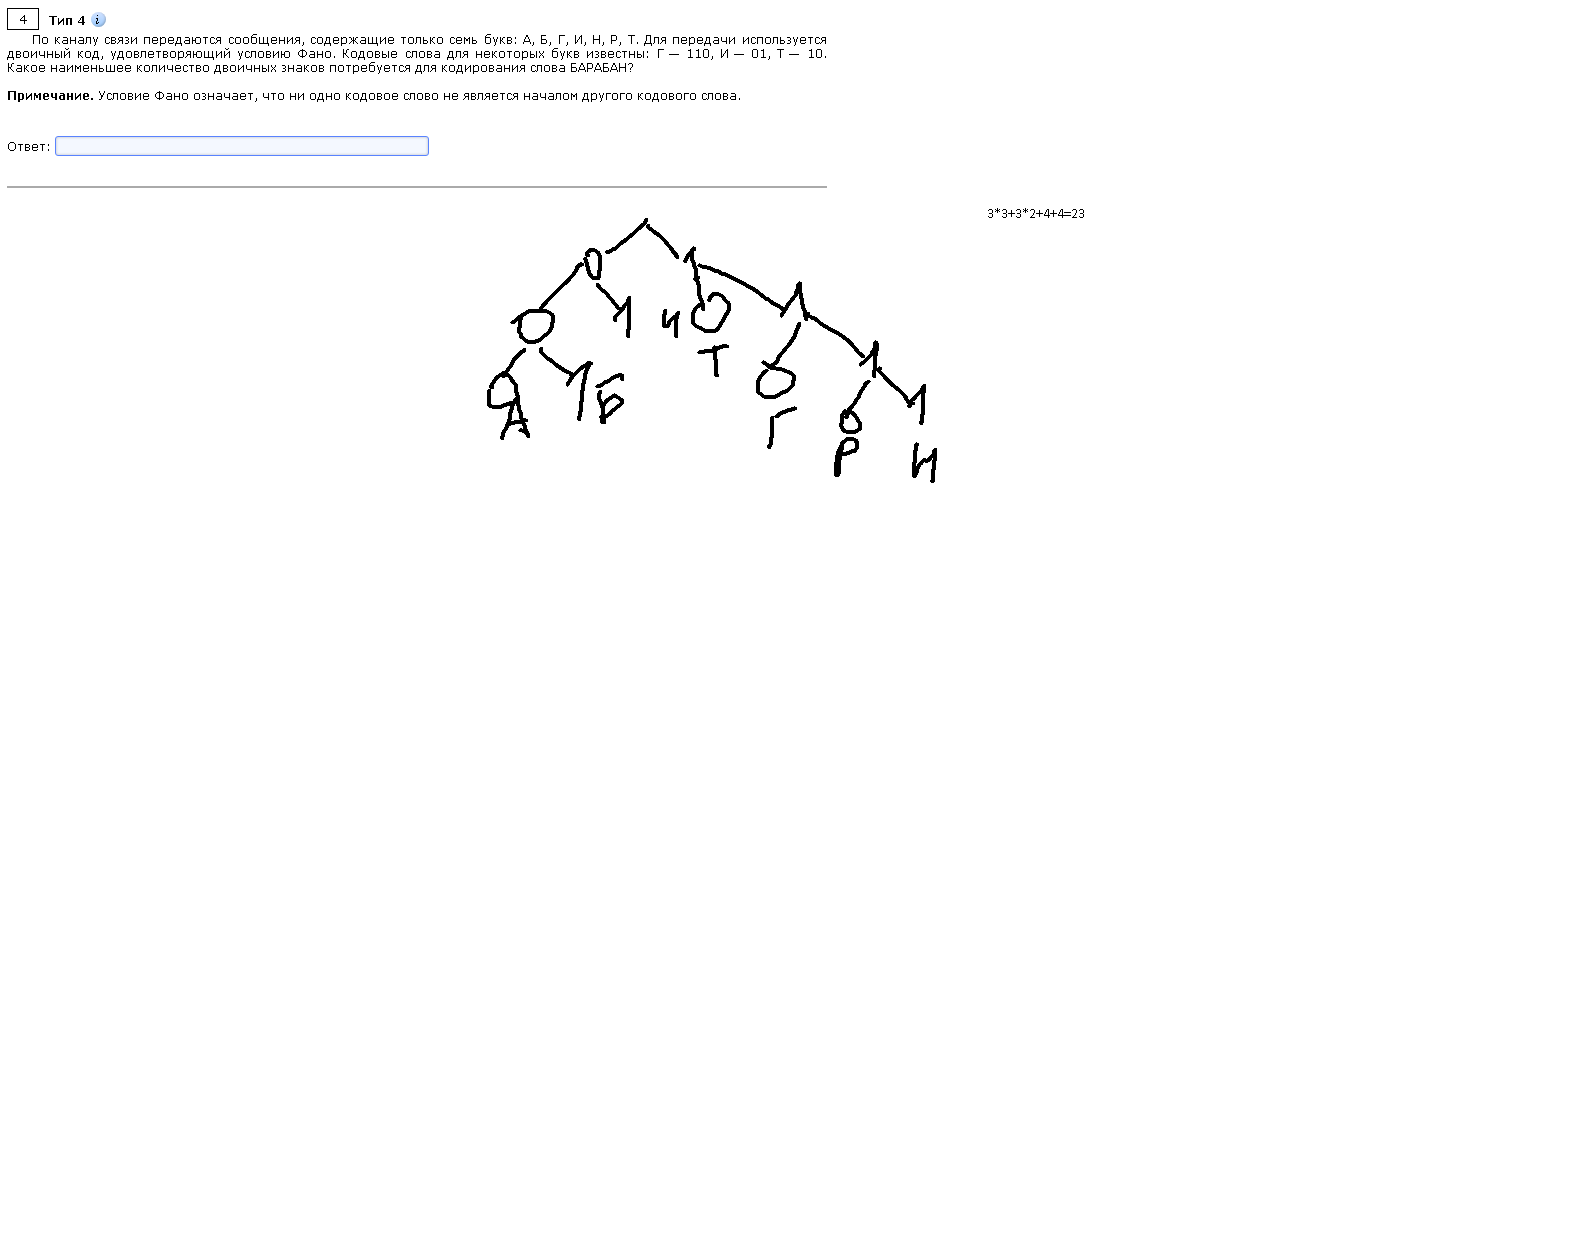 4 Тип 4 i
По каналу связи передаются сообщения, содержащие только семь букв: А, Б, Г, И, Н, Р, Т. Для передачи используется
двоичный код, удовлетворяющий условию Фано. Кодовые слова для некоторых букв известны: Г — 110, И — 01, Т — 10.
Какое наименьшее количество двоичных знаков потребуется для кодирования слова БАРАБАН?
Примечание. Условие Фано означает, что ни одно кодовое слово не является началом другого кодового слова.
Ответ:
3*3+3*2+4+4=23
0 1
0 1 И 0 1
Т
0 1 Б 0 1
А Г 0 1
Р Н